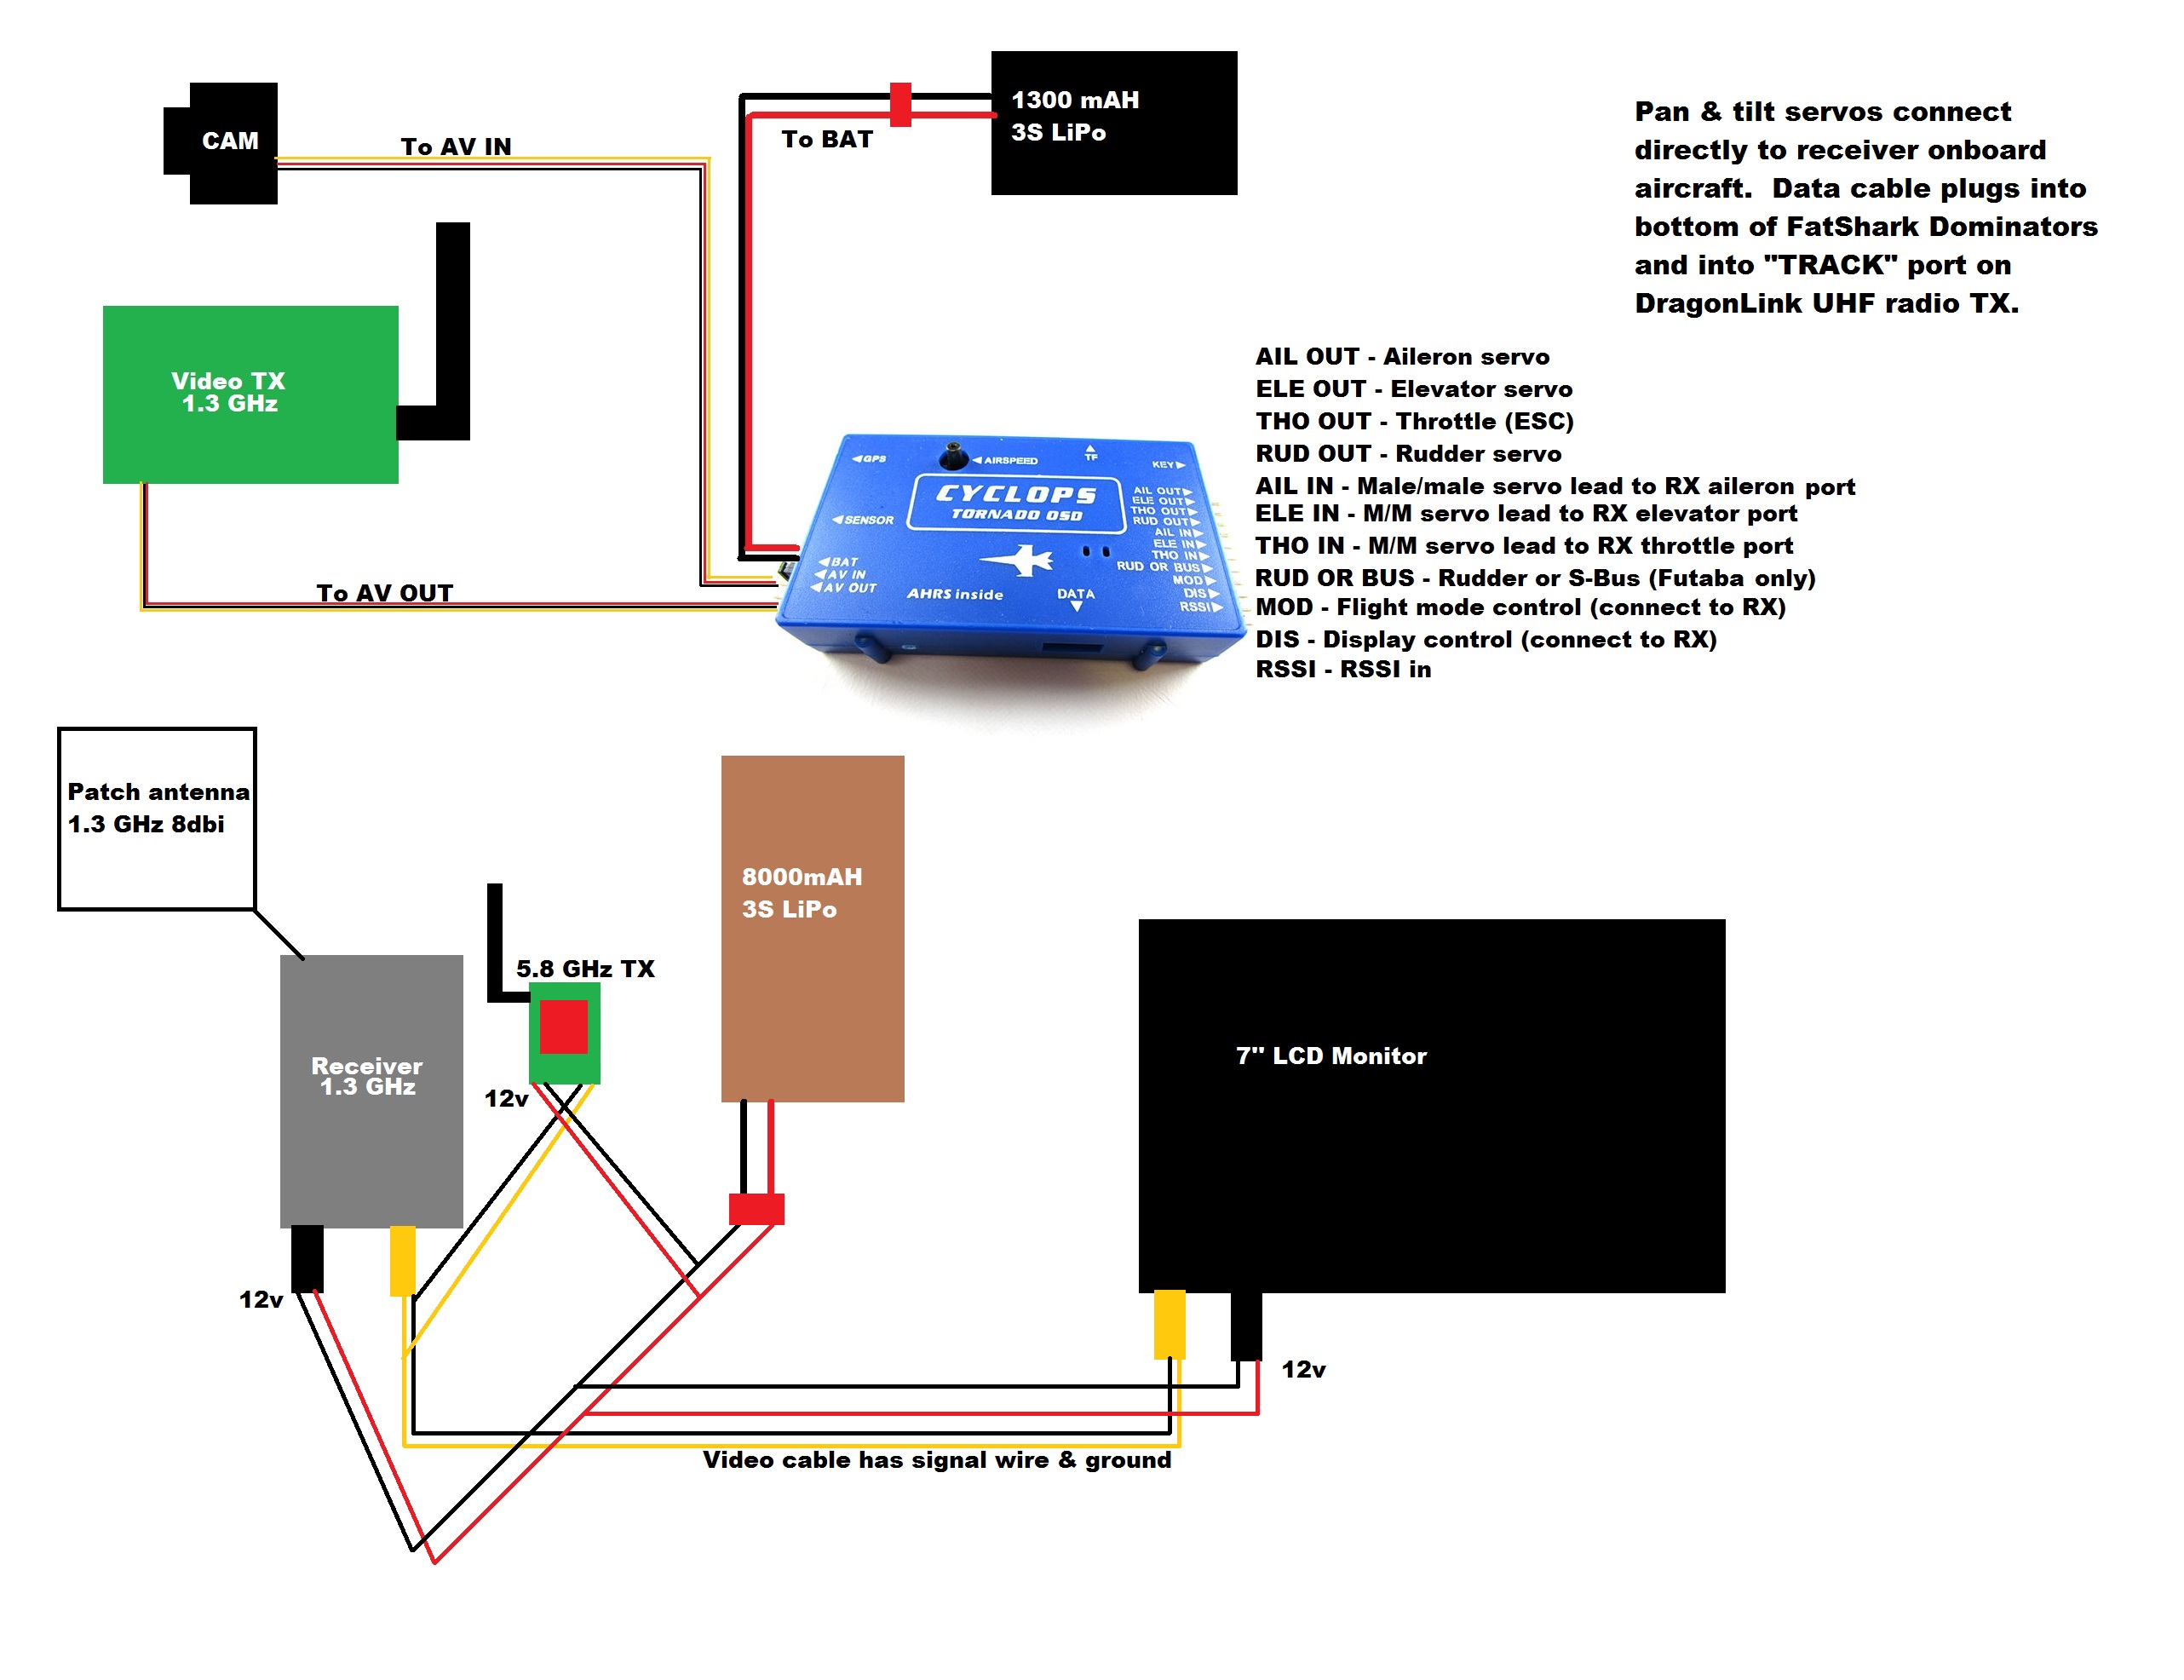 CAM
To AV IN
To BAT
1300 mAH
3S LiPo
Pan & tilt servos connect
directly to receiver onboard
aircraft.  Data cable plugs into
bottom of FatShark Dominators
and into "TRACK" port on
DragonLink UHF radio TX.
Video TX
1.3 GHz
To AV OUT
◄GPS
◄AIRSPEED
▲
TF
KEY►
CYCLOPS
TORNADO OSD
◄SENSOR
◄BAT
◄AV IN
◄AV OUT
AHRS inside
DATA
▼
AIL OUT►
ELE OUT►
THO OUT►
RUD OUT►
AIL IN►
ELE IN►
THO IN►
RUD OR BUS►
MOD►
DIS►
RSSI►
AIL OUT - Aileron servo
ELE OUT - Elevator servo
THO OUT - Throttle (ESC)
RUD OUT - Rudder servo
AIL IN - Male/male servo lead to RX aileron port
ELE IN - M/M servo lead to RX elevator port
THO IN - M/M servo lead to RX throttle port
RUD OR BUS - Rudder or S-Bus (Futaba only)
MOD - Flight mode control (connect to RX)
DIS - Display control (connect to RX)
RSSI - RSSI in
Patch antenna
1.3 GHz 8dbi
Receiver
1.3 GHz
12v
5.8 GHz TX
12v
8000mAH
3S LiPo
7" LCD Monitor
12v
Video cable has signal wire & ground